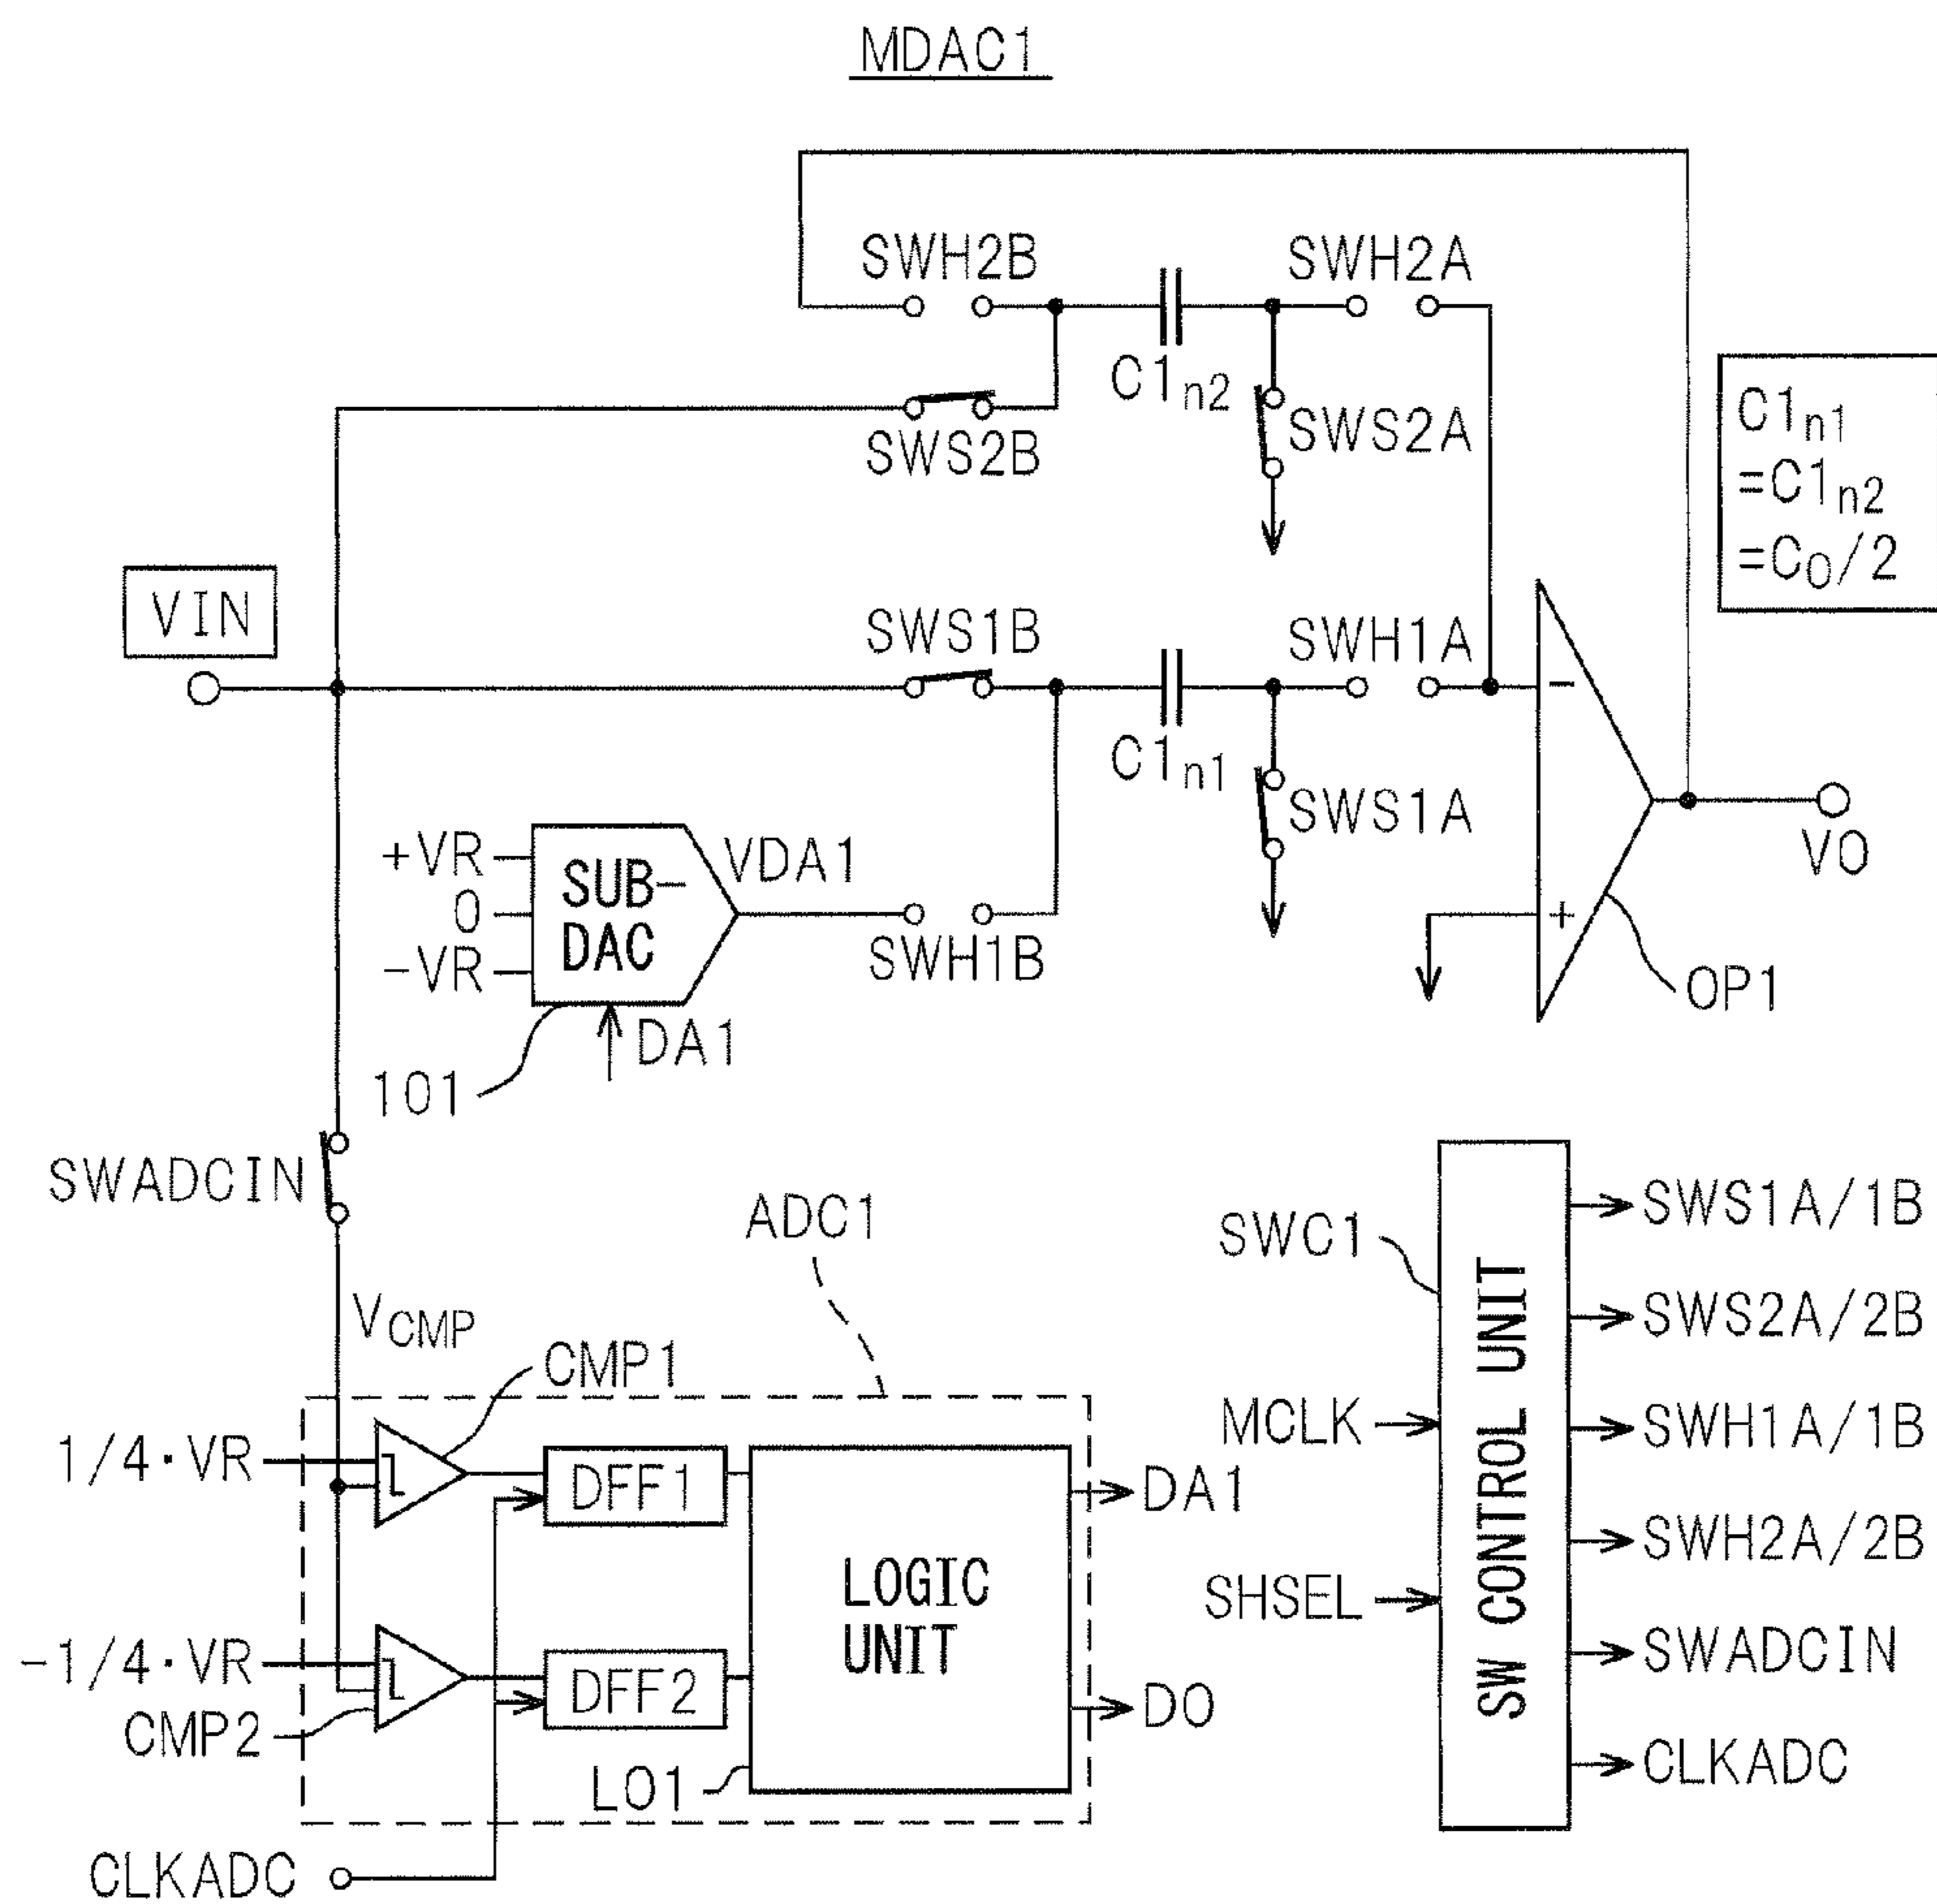 MDAC1
SWH2B
SWH2A
C1n2
SWS2B
SWS2A
C1n1
=C1n2
=C0/2
VIN
SWS1B
SWH1A
C1n1
SWS1A
+VR
0
-VR
SUB-
DAC
VDA1
SWH1B
VO
OP1
DA1
101
SWADCIN
ADC1
VCMP
CMP1
1/4·VR
DFF1
DA1
LOGIC
UNIT
-1/4·VR
DFF2
DO
CMP2
LO1
CLKADC
SWC1
MCLK
SHSEL
SW CONTROL UNIT
SWS1A/1B
SWS2A/2B
SWH1A/1B
SWH2A/2B
SWADCIN
CLKADC